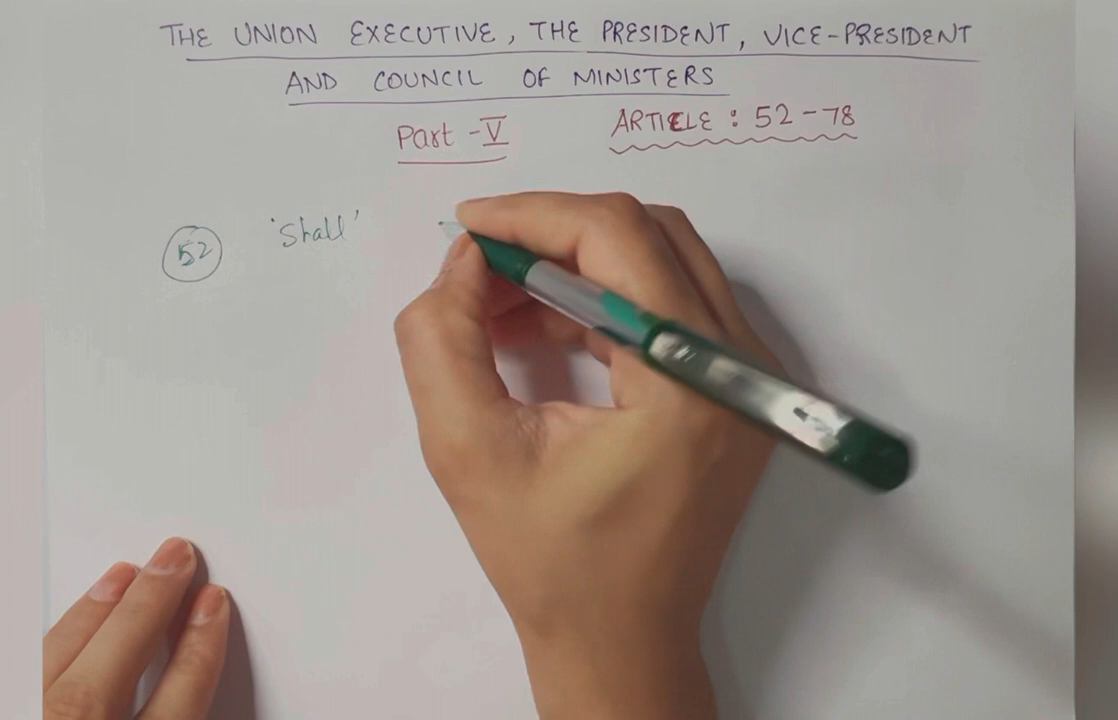 THE UNION EXECUTIVE, THE PRESIDENT, VICE-PRESIDENT
AND COUNCIL OF MINISTERS
Part - V ARTICLE : 52 - 78
52 'Shall'